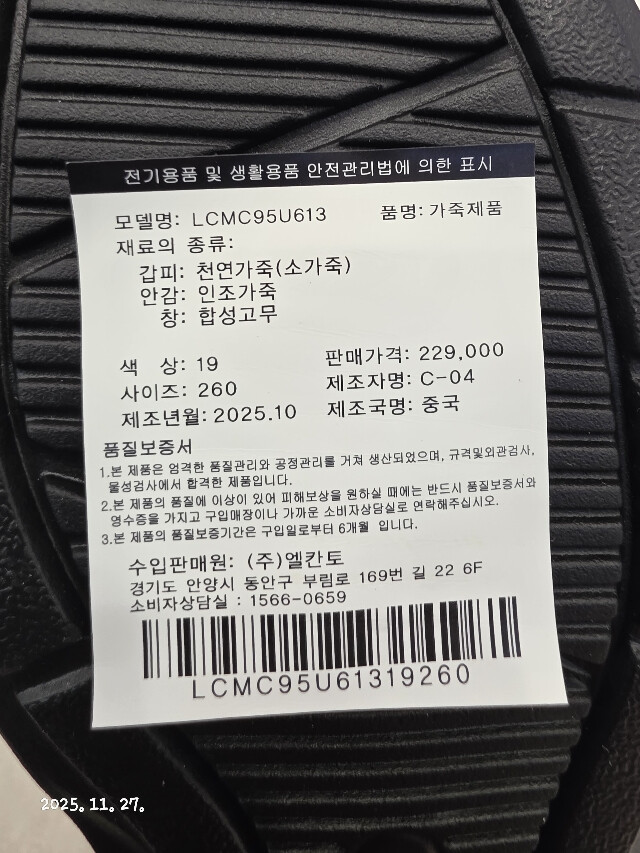 전기용품 및 생활용품 안전관리법에 의한 표시
모델명: LCMC95U613 품명: 가죽제품
재료의 종류:
갑피: 천연가죽(소가죽)
안감: 인조가죽
창: 합성고무
색 상: 19 판매가격: 229,000
사이즈: 260 제조자명: C-04
제조년월: 2025.10 제조국명: 중국
품질보증서
1.본 제품은 엄격한 품질관리와 공정관리를 거쳐 생산되었으며, 규격및외관검사,
물성검사에서 합격한 제품입니다.
2.본 제품의 품질에 이상이 있어 피해보상을 원하실 때에는 반드시 품질보증서와
영수증을 가지고 구입매장이나 가까운 소비자상담실로 연락해주십시오.
3.본 제품의 품질보증기간은 구입일로부터 6개월 입니다.
수입판매원: (주)엘칸토
경기도 안양시 동안구 부림로 169번 길 22 6F
소비자상담실 : 1566-0659
LCMC95U61319260
2025.11.27.